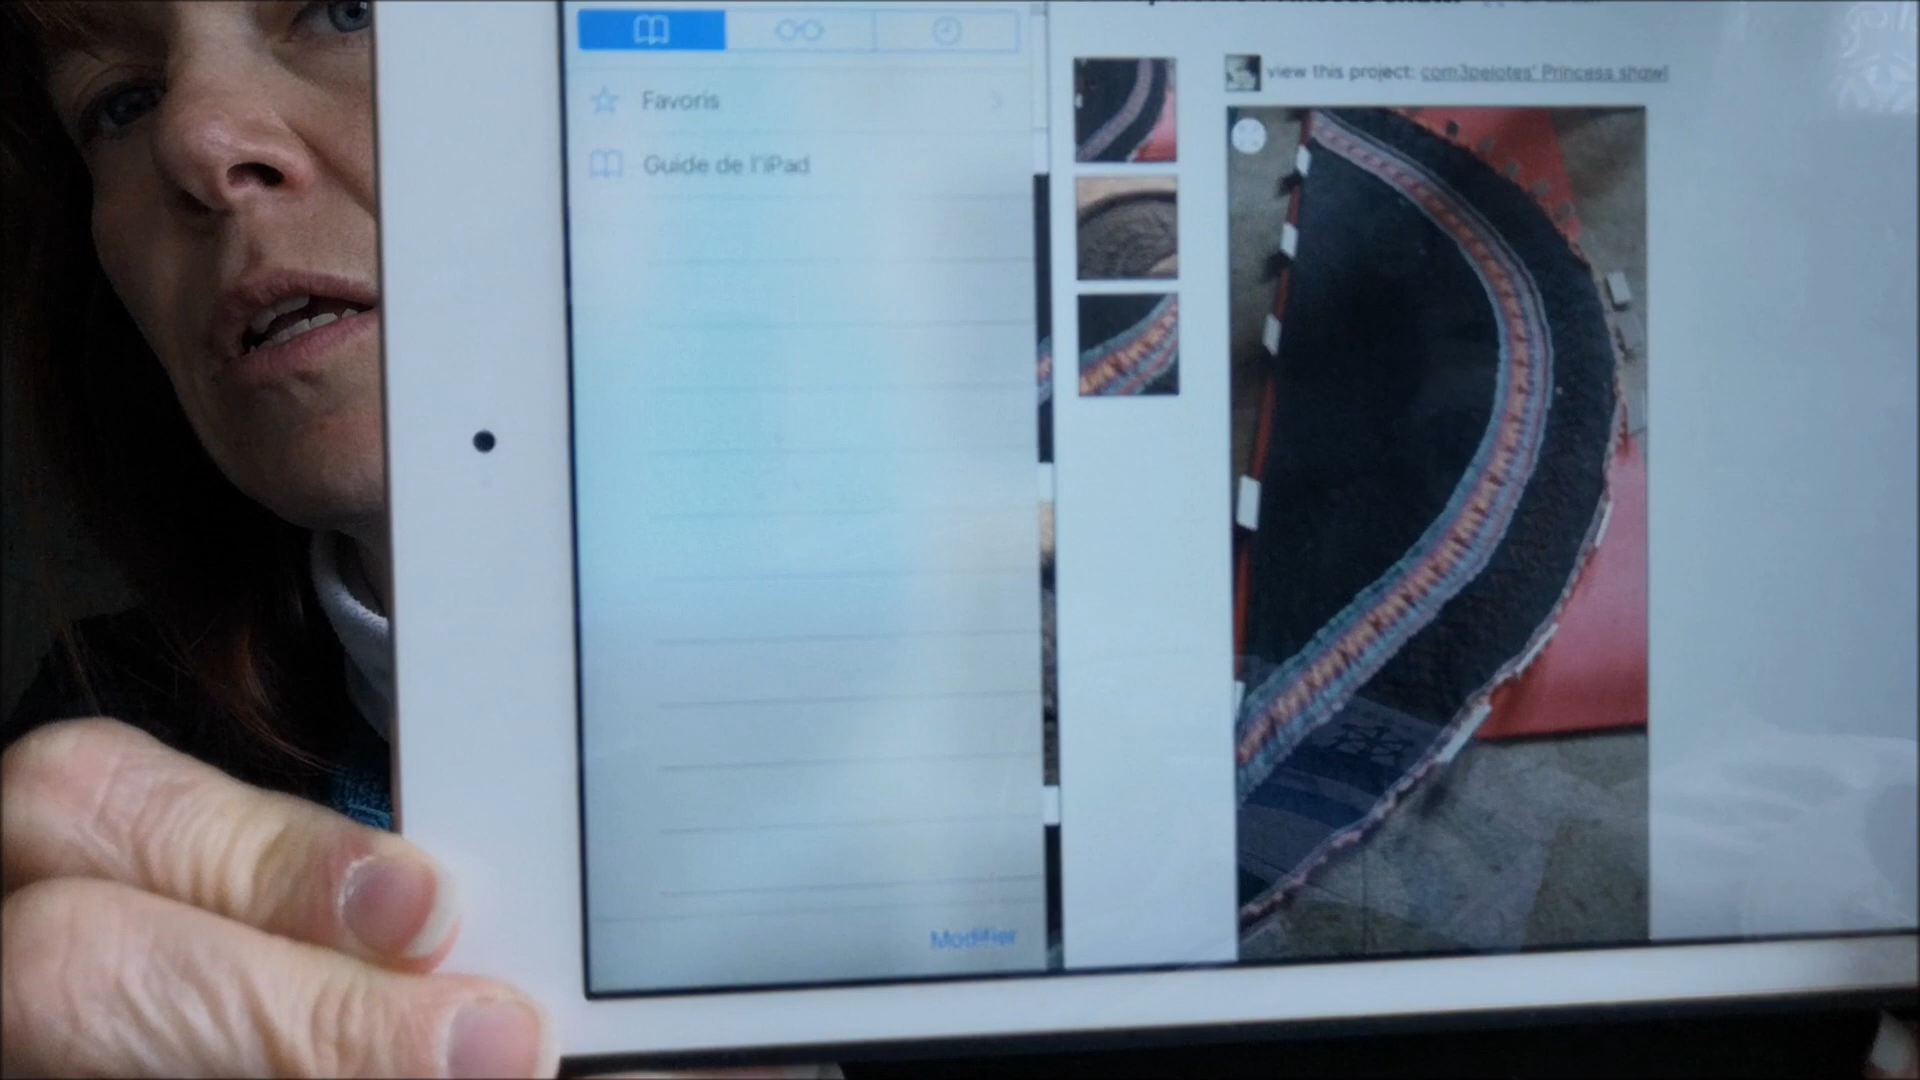 Favoris
Guide de l'iPad
view this project: com3pelotes' Princess shawl
Modifier